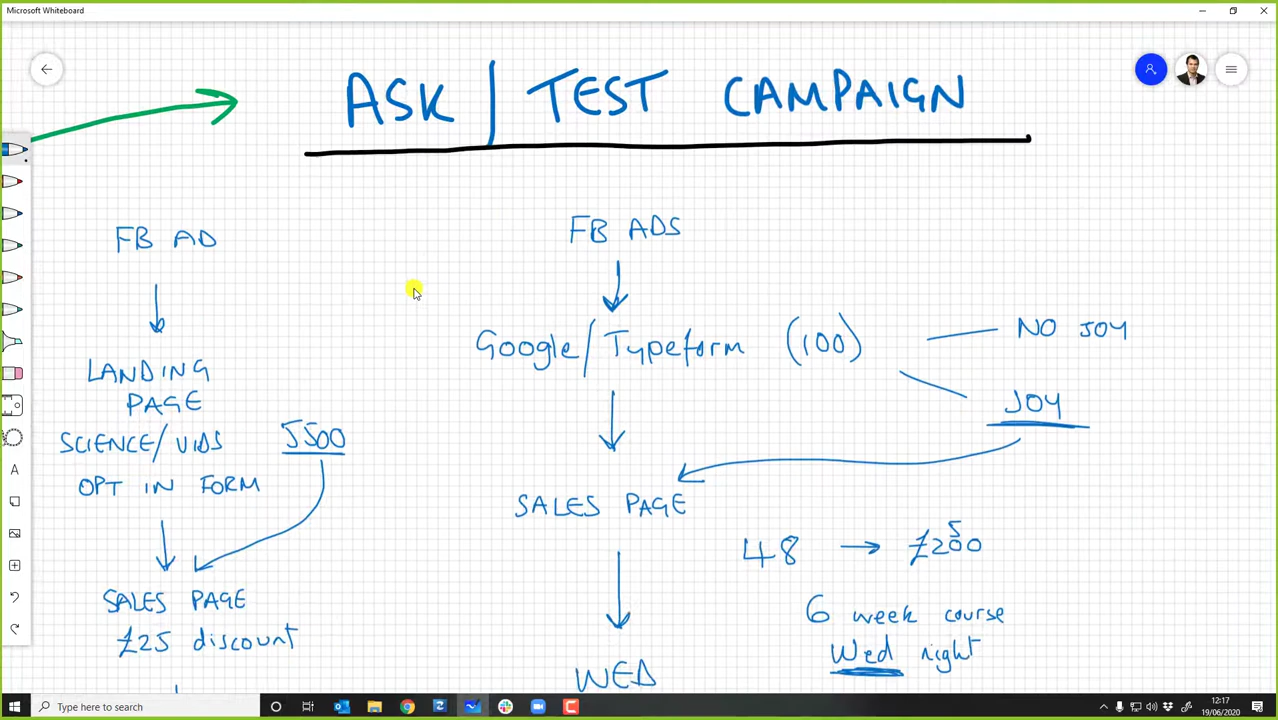 Microsoft Whiteboard
ASK | TEST CAMPAIGN
FB AD
LANDING
PAGE
SCIENCE/VIDS
OPT IN FORM
5500
SALES PAGE
£25 discount
FB ADS
Google/Typeform (100)
NO JOY
JOY
SALES PAGE
48 → £200
5
6 week course
Wed night
WED
A
Type here to search
12:17
19/06/2020